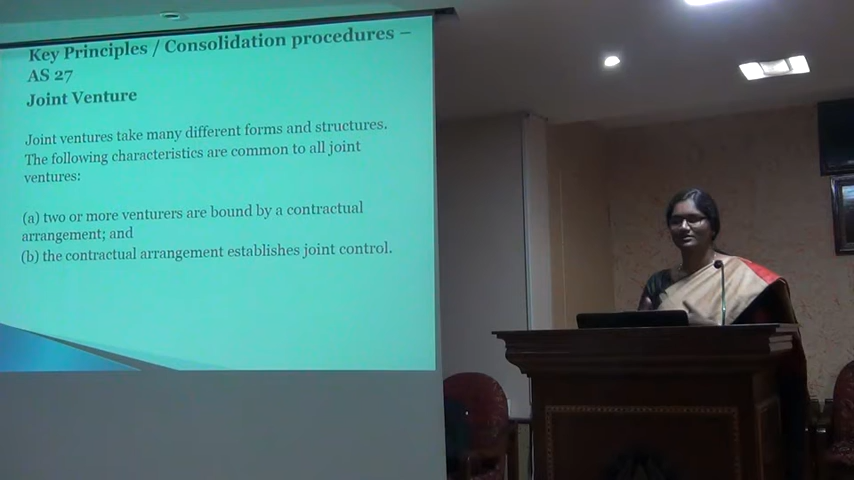 Key Principles / Consolidation procedures –
AS 27
Joint Venture
Joint ventures take many different forms and structures.
The following characteristics are common to all joint
ventures:
(a) two or more venturers are bound by a contractual
arrangement; and
(b) the contractual arrangement establishes joint control.